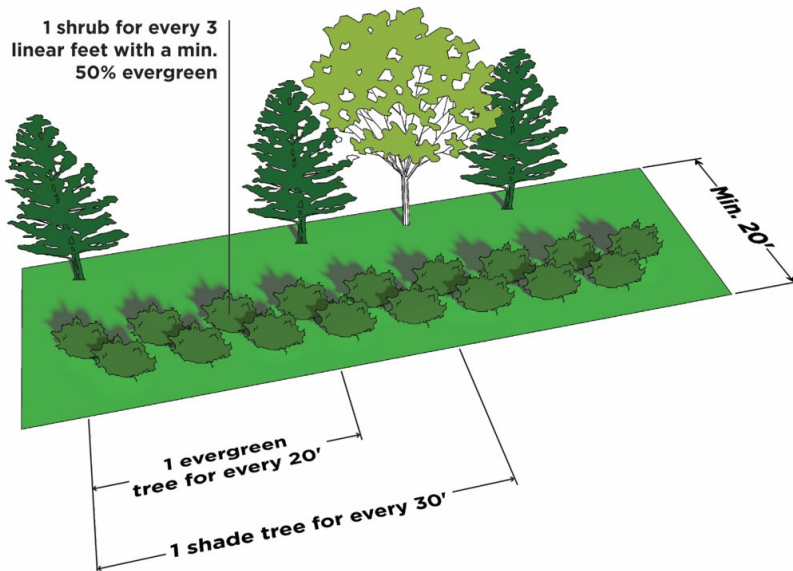 1 shrub for every 3
linear feet with a min.
50% evergreen
Min. 20'
1 evergreen
tree for every 20'
1 shade tree for every 30'